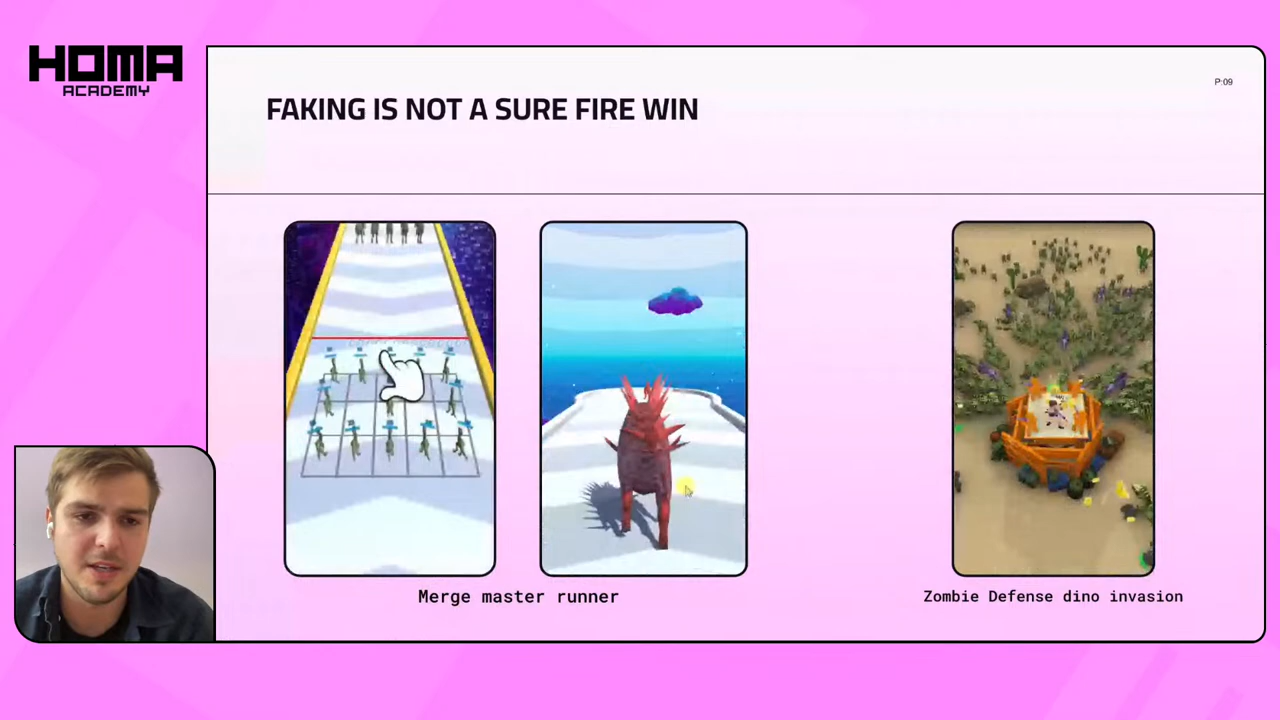 HOMA
ACADEMY
P:09
FAKING IS NOT A SURE FIRE WIN
Merge master runner
Zombie Defense dino invasion